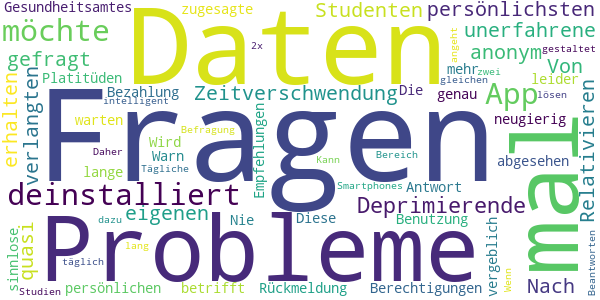 Gesundheitsamtes zugesagte Studenten persönlichsten
möchte Daten 2x unerfahrene angeht gestaltet
gefragt anonym Von
Platitüden mehr zwei gleichen
erhalten verlangten Bezahlung Zeitverschwendung Die genau App leider lösen
intelligent
warten Fragen Empfehlungen neugierig mal Relativieren
Befragung
Daher Wird Kann Bereich abgesehen
lange Warn Tägliche Antwort
deinstalliert Smartphones Deprimierende
eigenen Diese Benutzung
dazu Nie
quasi Probleme lang vergeblich
sinnlose täglich betrifft Wenn Nach Beantworten
Studien persönlichen Rückmeldung Berechtigungen vielen